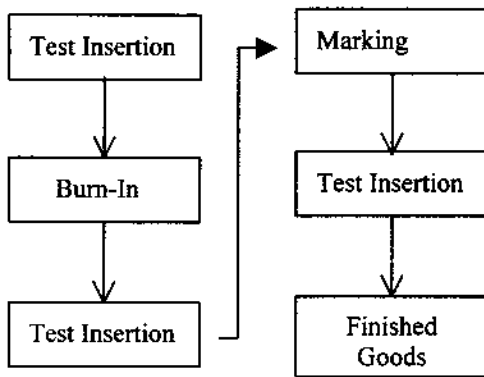 Test Insertion
Burn-In
Test Insertion
Marking
Test Insertion
Finished
Goods